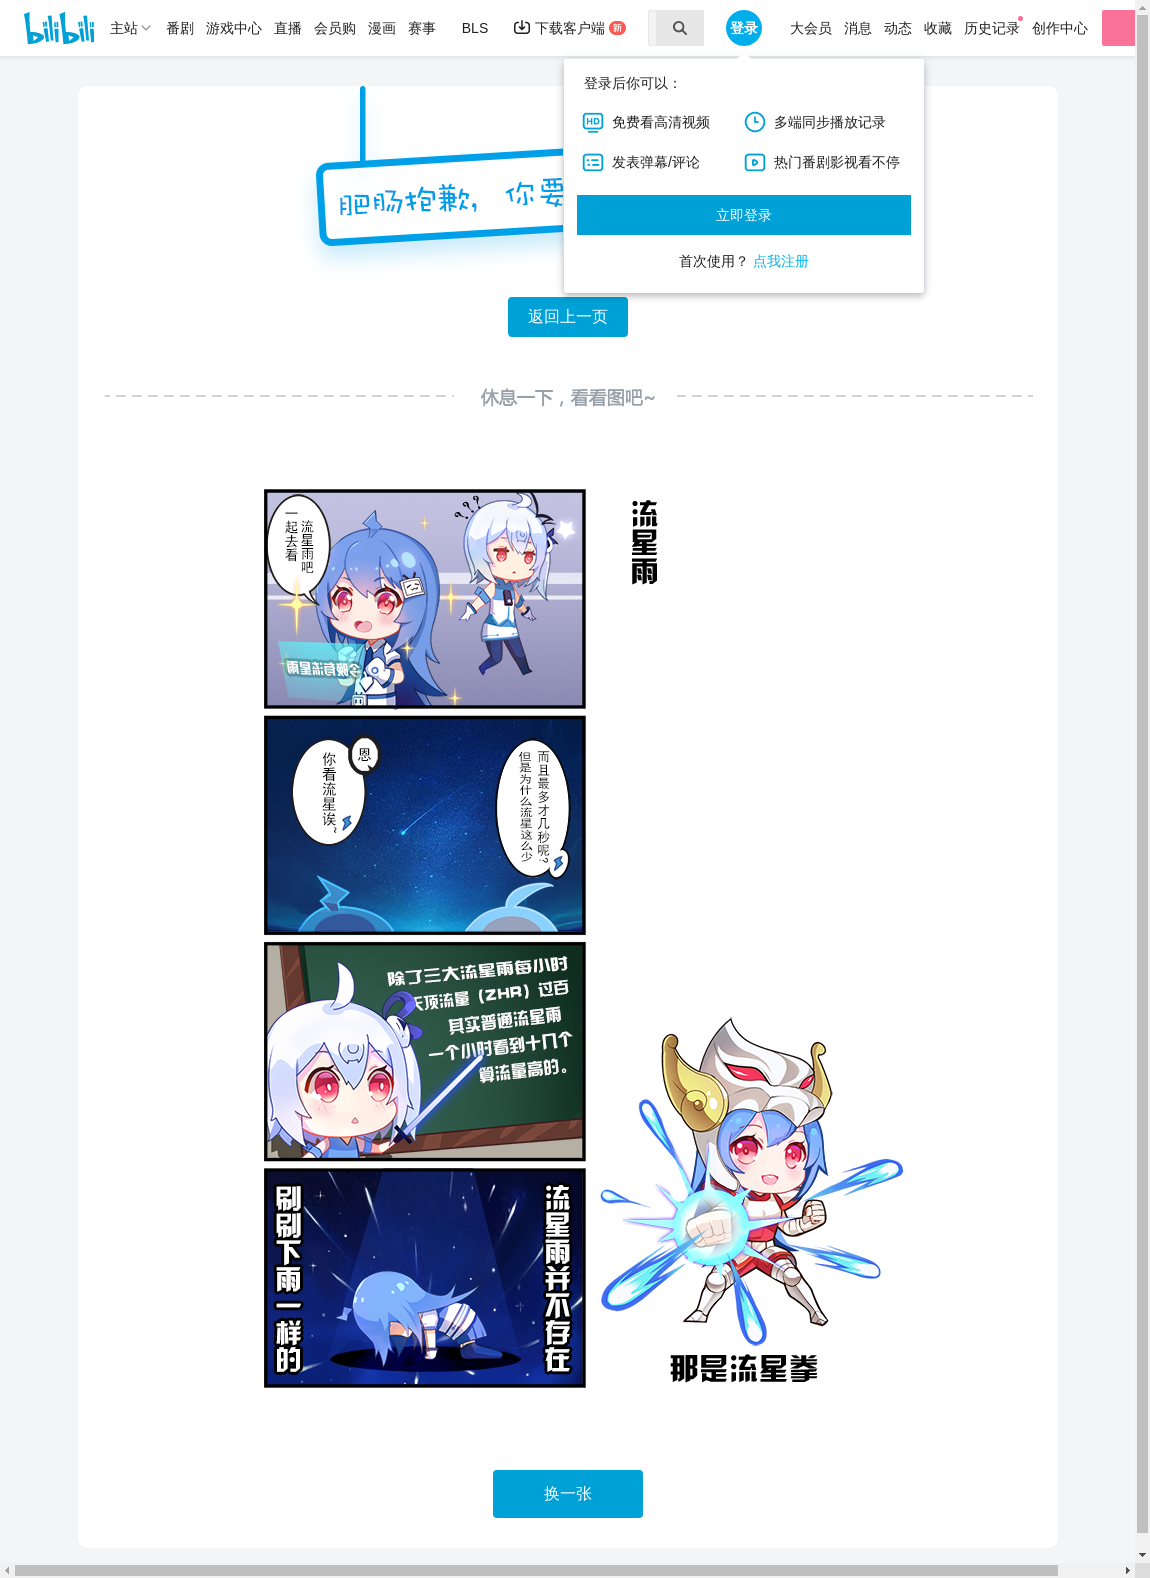 bilibili 主站 番剧 游戏中心 直播 会员购 漫画 赛事 BLS 下载客户端 新 登录 大会员 消息 动态 收藏 历史记录 创作中心
登录后你可以：
HD 免费看高清视频 多端同步播放记录
发表弹幕/评论 热门番剧影视看不停
立即登录
首次使用？ 点我注册
肥肠抱歉，你要
返回上一页
休息一下，看看图吧~
流星雨
流星雨吧
一起去看
今晚有流星雨
恩
你看流星诶~
而且最多才几秒呢？
但是为什么流星这么少
除了三大流星雨每小时
天顶流量（ZHR）过百
其实普通流星雨
一个小时看到十几个
算流量高的。
流星雨并不存在
刷刷下雨一样的
那是流星拳
换一张